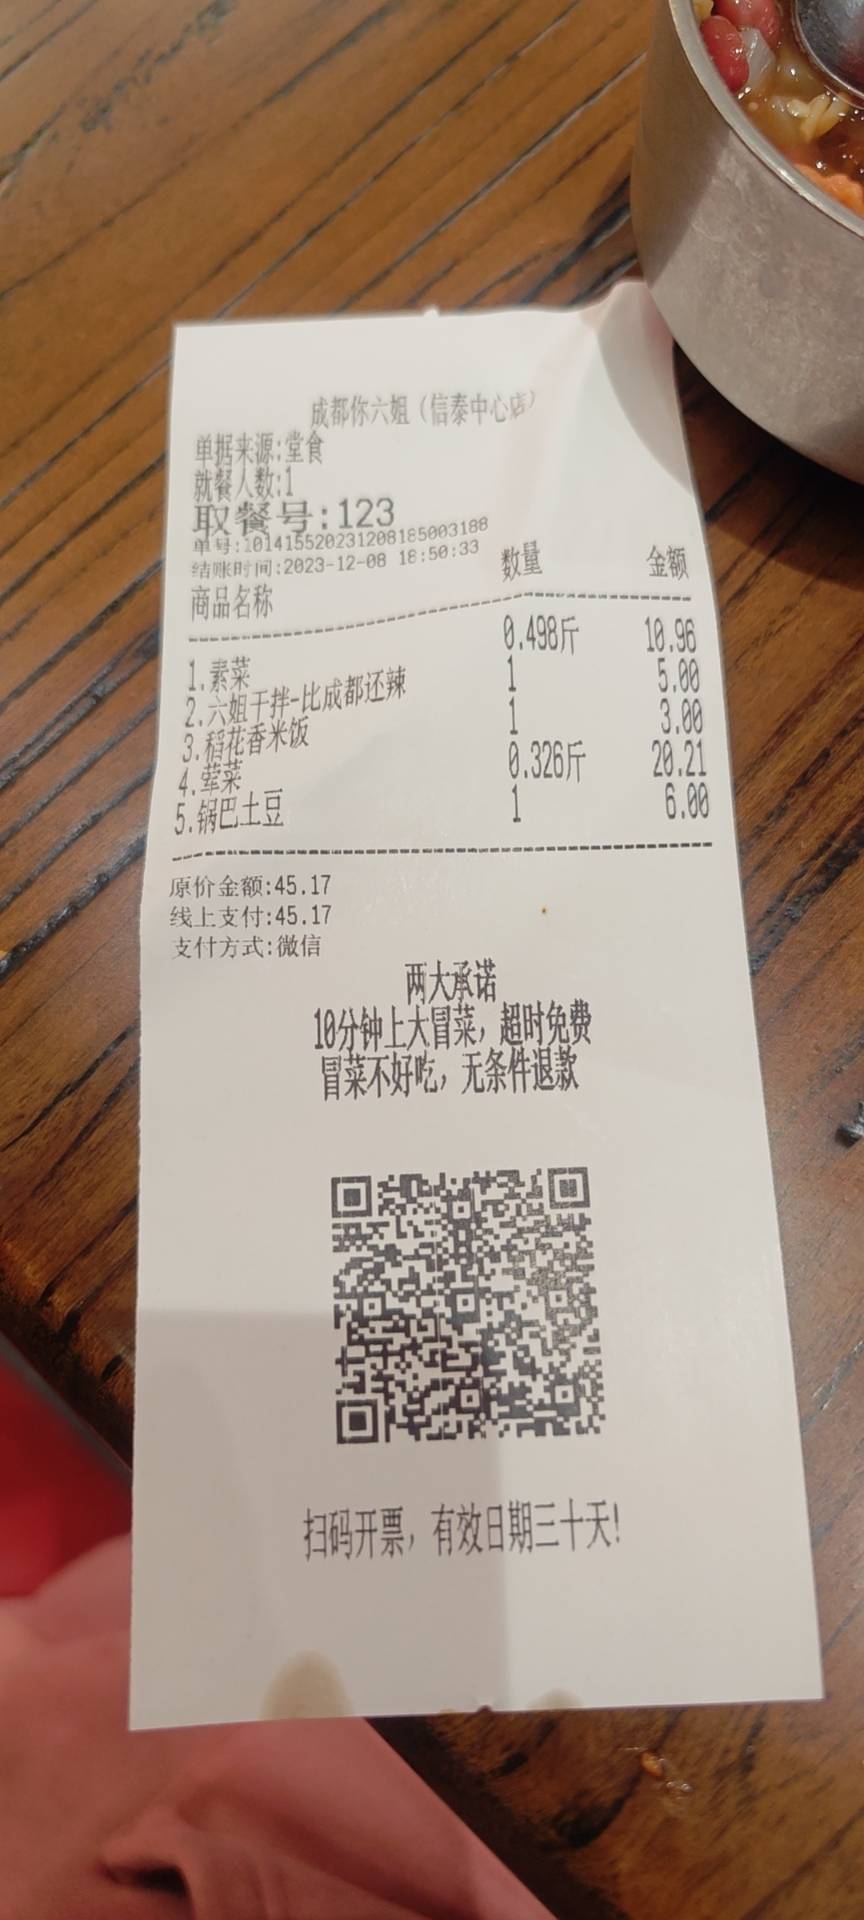 成都你六姐（信泰中心店）
单据来源:堂食
就餐人数:1
取餐号:123
单号:101415520231208185003188
结账时间:2023-12-08 18:50:33
商品名称 数量 金额
1.素菜 0.498斤 10.96
2.六姐干拌-比成都还辣 1 5.00
3.稻花香米饭 1 3.00
4.荤菜 0.326斤 20.21
5.锅巴土豆 1 6.00
原价金额:45.17
线上支付:45.17
支付方式:微信
两大承诺
10分钟上大冒菜，超时免费
冒菜不好吃，无条件退款
扫码开票，有效日期三十天!